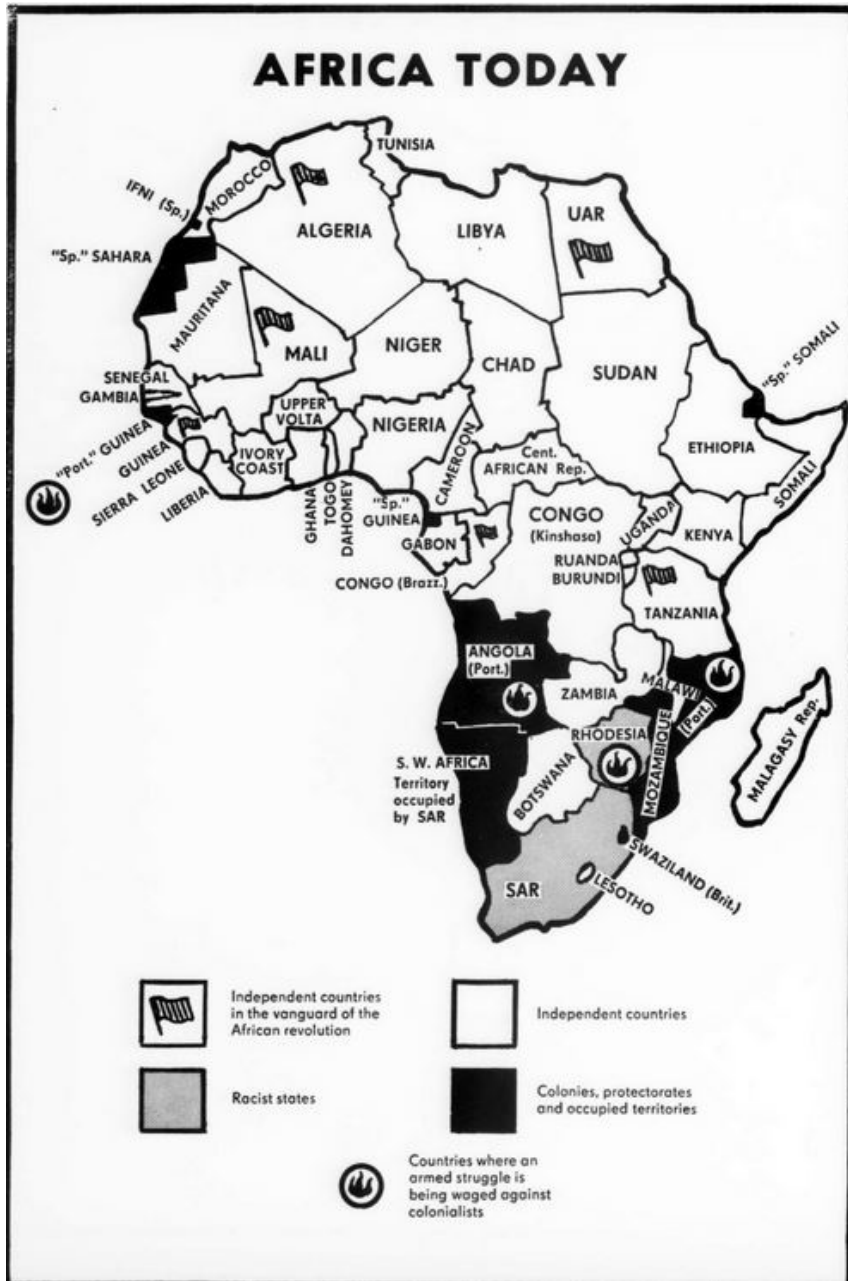 AFRICA TODAY
TUNISIA
MOROCCO
IFNI (Sp.)
ALGERIA
LIBYA
UAR
"Sp." SAHARA
MAURITANA
MALI
NIGER
CHAD
SUDAN
"Sp." SOMALI
SENEGAL
GAMBIA
UPPER
VOLTA
NIGERIA
ETHIOPIA
"Port." GUINEA
GUINEA
SIERRA LEONE
LIBERIA
IVORY
COAST
GHANA
TOGO
DAHOMEY
CAMEROON
Cent.
AFRICAN Rep.
SOMALI
"Sp."
GUINEA
GABON
CONGO
(Kinshasa)
UGANDA
KENYA
CONGO (Brazz.)
RUANDA
BURUNDI
TANZANIA
ANGOLA
(Port.)
ZAMBIA
MALAWI
MOZAMBIQUE
(Port.)
RHODESIA
MALAGASY Rep.
S. W. AFRICA
Territory
occupied
by SAR
BOTSWANA
SWAZILAND (Brit.)
SAR
LESOTHO
Independent countries
in the vanguard of the
African revolution
Independent countries
Racist states
Colonies, protectorates
and occupied territories
Countries where an
armed struggle is
being waged against
colonialists